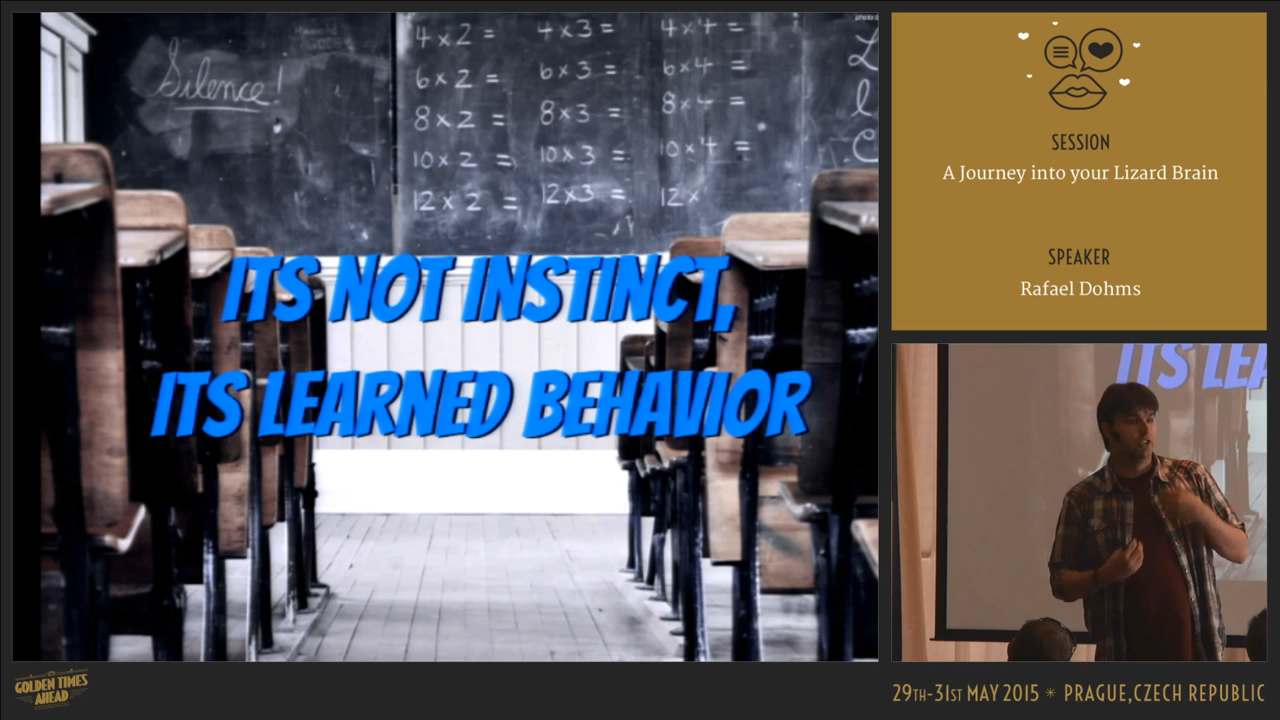 Silence!
4x2 =
4x3 =
4x4 =
6x2 =
6x3 =
6x4 =
8x2 =
8x3 =
8x4 =
10x2 =
10x3 =
10x4 =
12x2 =
12x3 =
12x
ITS NOT INSTINCT,
ITS LEARNED BEHAVIOR
SESSION
A Journey into your Lizard Brain
SPEAKER
Rafael Dohms
ITS LEA
GOLDEN TIMES
AHEAD
29TH-31ST MAY 2015 * PRAGUE,CZECH REPUBLIC